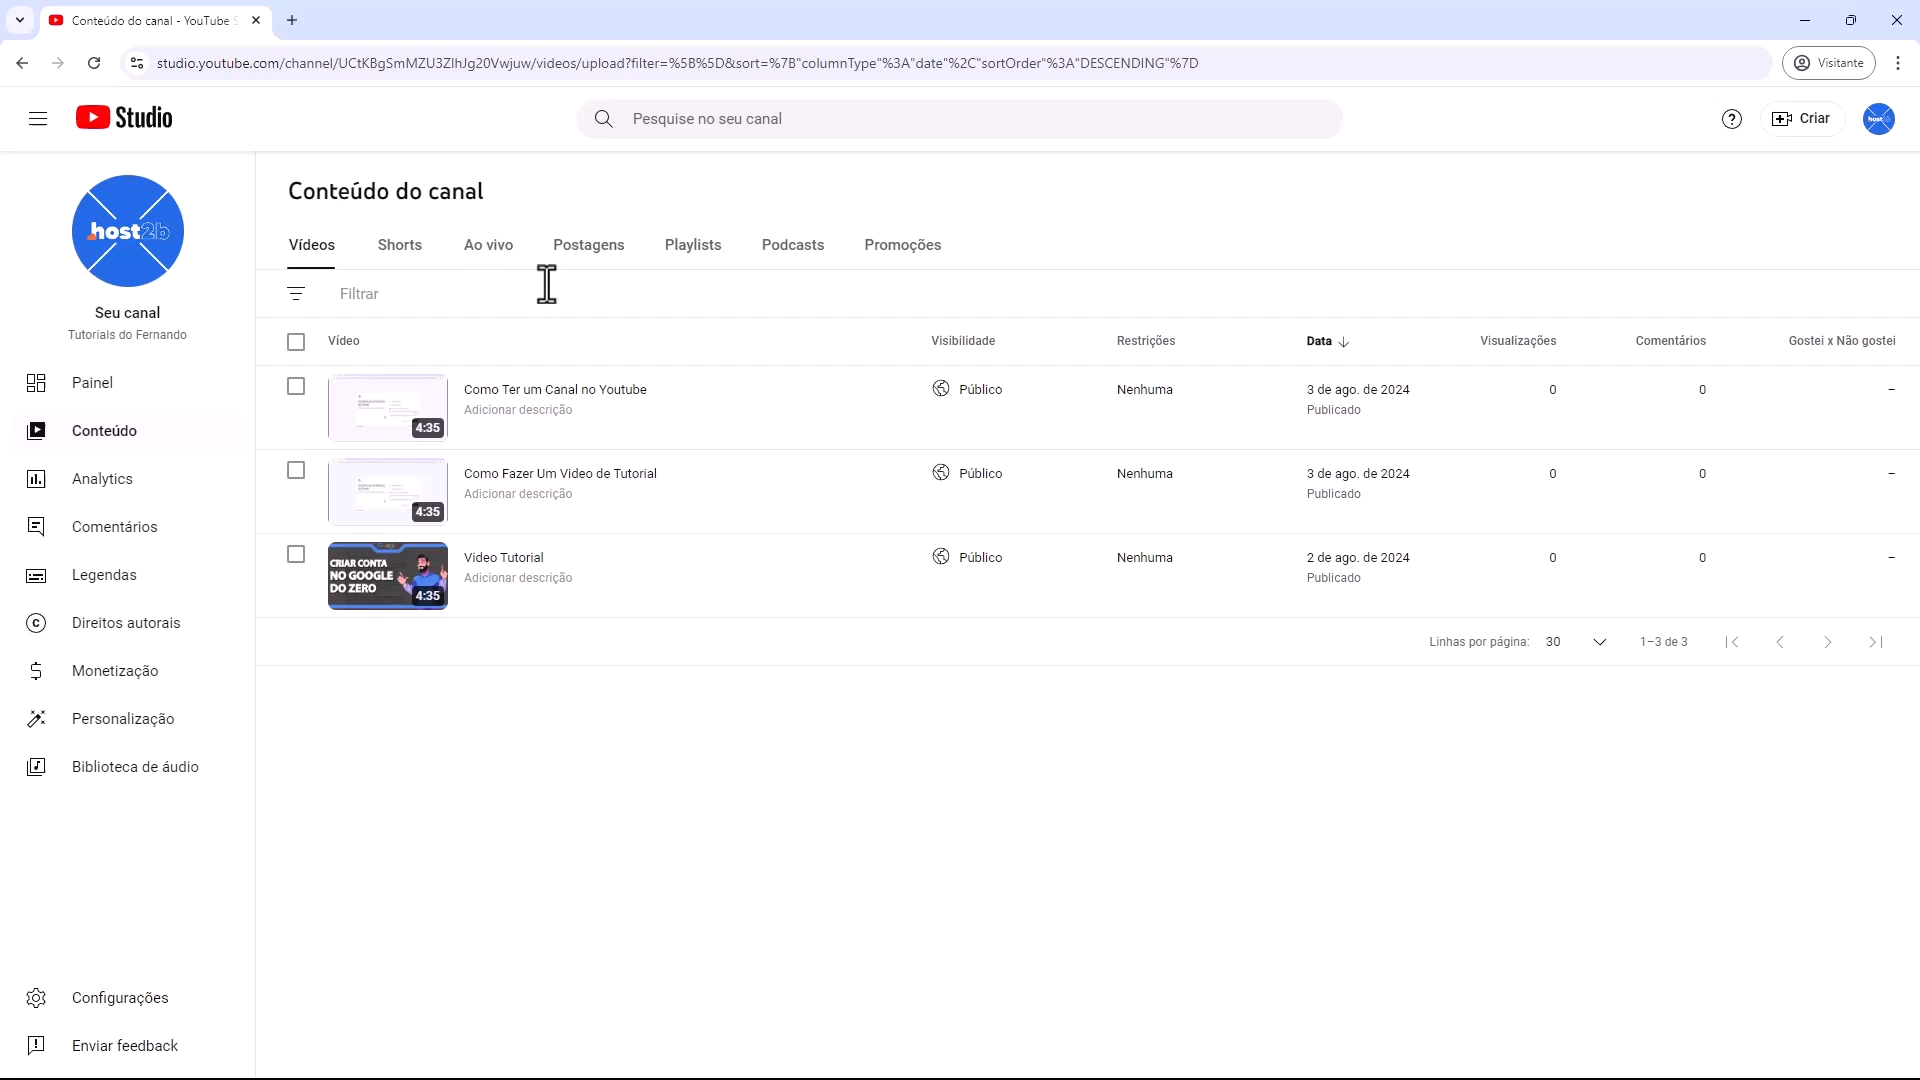 Conteúdo do canal - YouTube S
studio.youtube.com/channel/UCtKBgSmMZU3ZIhJg20Vwjuw/videos/upload?filter=%5B%5D&sort=%7B"columnType"%3A"date"%2C"sortOrder"%3A"DESCENDING"%7D
Visitante
Studio
Pesquise no seu canal
Criar
host2b
.host2b
Seu canal
Tutoriais do Fernando
Painel
Conteúdo
Analytics
Comentários
Legendas
Direitos autorais
Monetização
Personalização
Biblioteca de áudio
Configurações
Enviar feedback
Conteúdo do canal
Vídeos Shorts Ao vivo Postagens Playlists Podcasts Promoções
Filtrar
Vídeo Visibilidade Restrições Data Visualizações Comentários Gostei x Não gostei
4:35
Como Ter um Canal no Youtube Público Nenhuma 3 de ago. de 2024 0 0 –
Adicionar descrição Publicado
4:35
Como Fazer Um Video de Tutorial Público Nenhuma 3 de ago. de 2024 0 0 –
Adicionar descrição Publicado
CRIAR CONTA
NO GOOGLE
DO ZERO
4:35
Video Tutorial Público Nenhuma 2 de ago. de 2024 0 0 –
Adicionar descrição Publicado
Linhas por página: 30 1–3 de 3